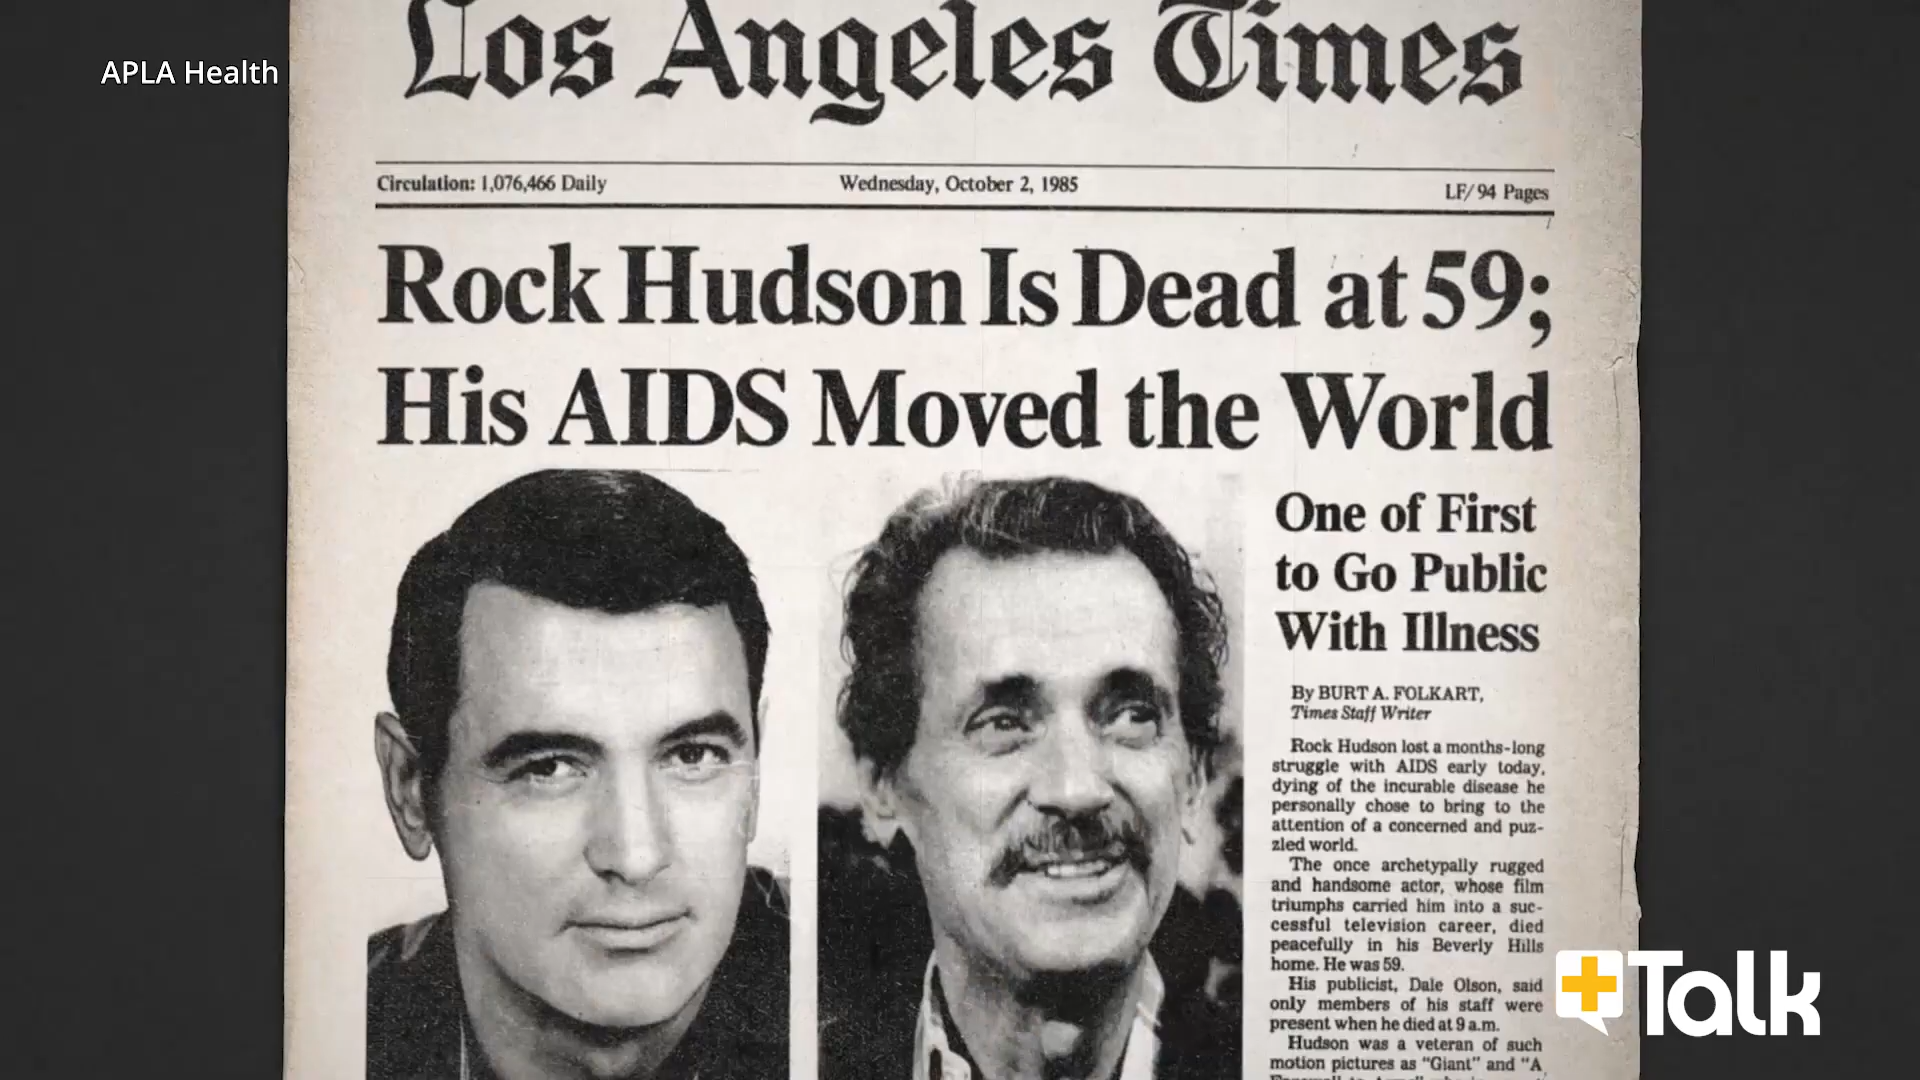 APLA Health
Los Angeles Times
Circulation: 1,076,466 Daily
Wednesday, October 2, 1985
LF/94 Pages
Rock Hudson Is Dead at 59;
His AIDS Moved the World
One of First
to Go Public
With Illness
By BURT A. FOLKART,
Times Staff Writer
Rock Hudson lost a months-long
struggle with AIDS early today,
dying of the incurable disease he
personally chose to bring to the
attention of a concerned and puz-
zled world.
The once archetypally rugged
and handsome actor, whose film
triumphs carried him into a suc-
cessful television career, died
peacefully in his Beverly Hills
home. He was 59.
His publicist, Dale Olson, said
only members of his staff were
present when he died at 9 a.m.
Hudson was a veteran of such
motion pictures as "Giant" and "A
Talk